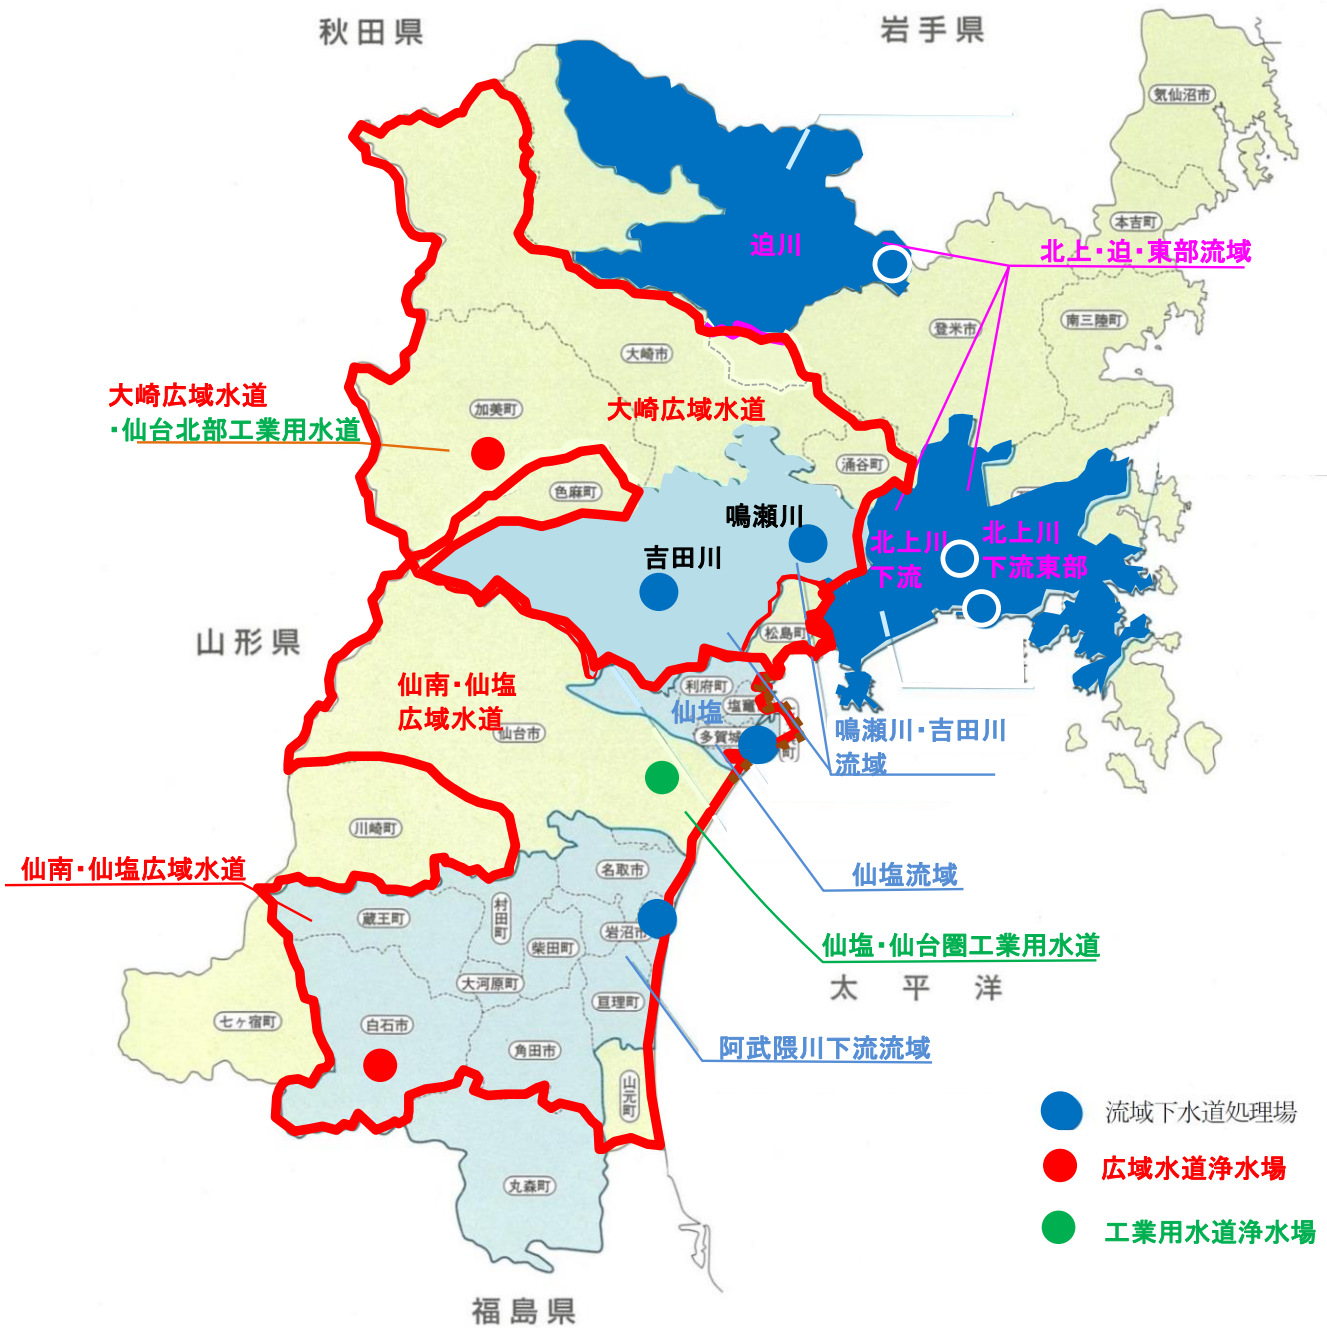 秋田県
岩手県
気仙沼市
本吉町
迫川
北上・迫・東部流域
登米市
南三陸町
大崎市
大崎広域水道
・仙台北部工業用水道
加美町
大崎広域水道
涌谷町
色麻町
鳴瀬川
吉田川
北上川
下流
北上川
下流東部
松島町
山形県
仙南・仙塩
広域水道
利府町
塩竈
仙塩
仙台市
多賀城
町
鳴瀬川・吉田川
流域
川崎町
仙南・仙塩広域水道
名取市
仙塩流域
蔵王町
村田町
柴田町
岩沼市
仙塩・仙台圏工業用水道
大河原町
亘理町
太平洋
七ヶ宿町
白石市
角田市
阿武隈川下流流域
山元町
流域下水道処理場
広域水道浄水場
工業用水道浄水場
丸森町
福島県